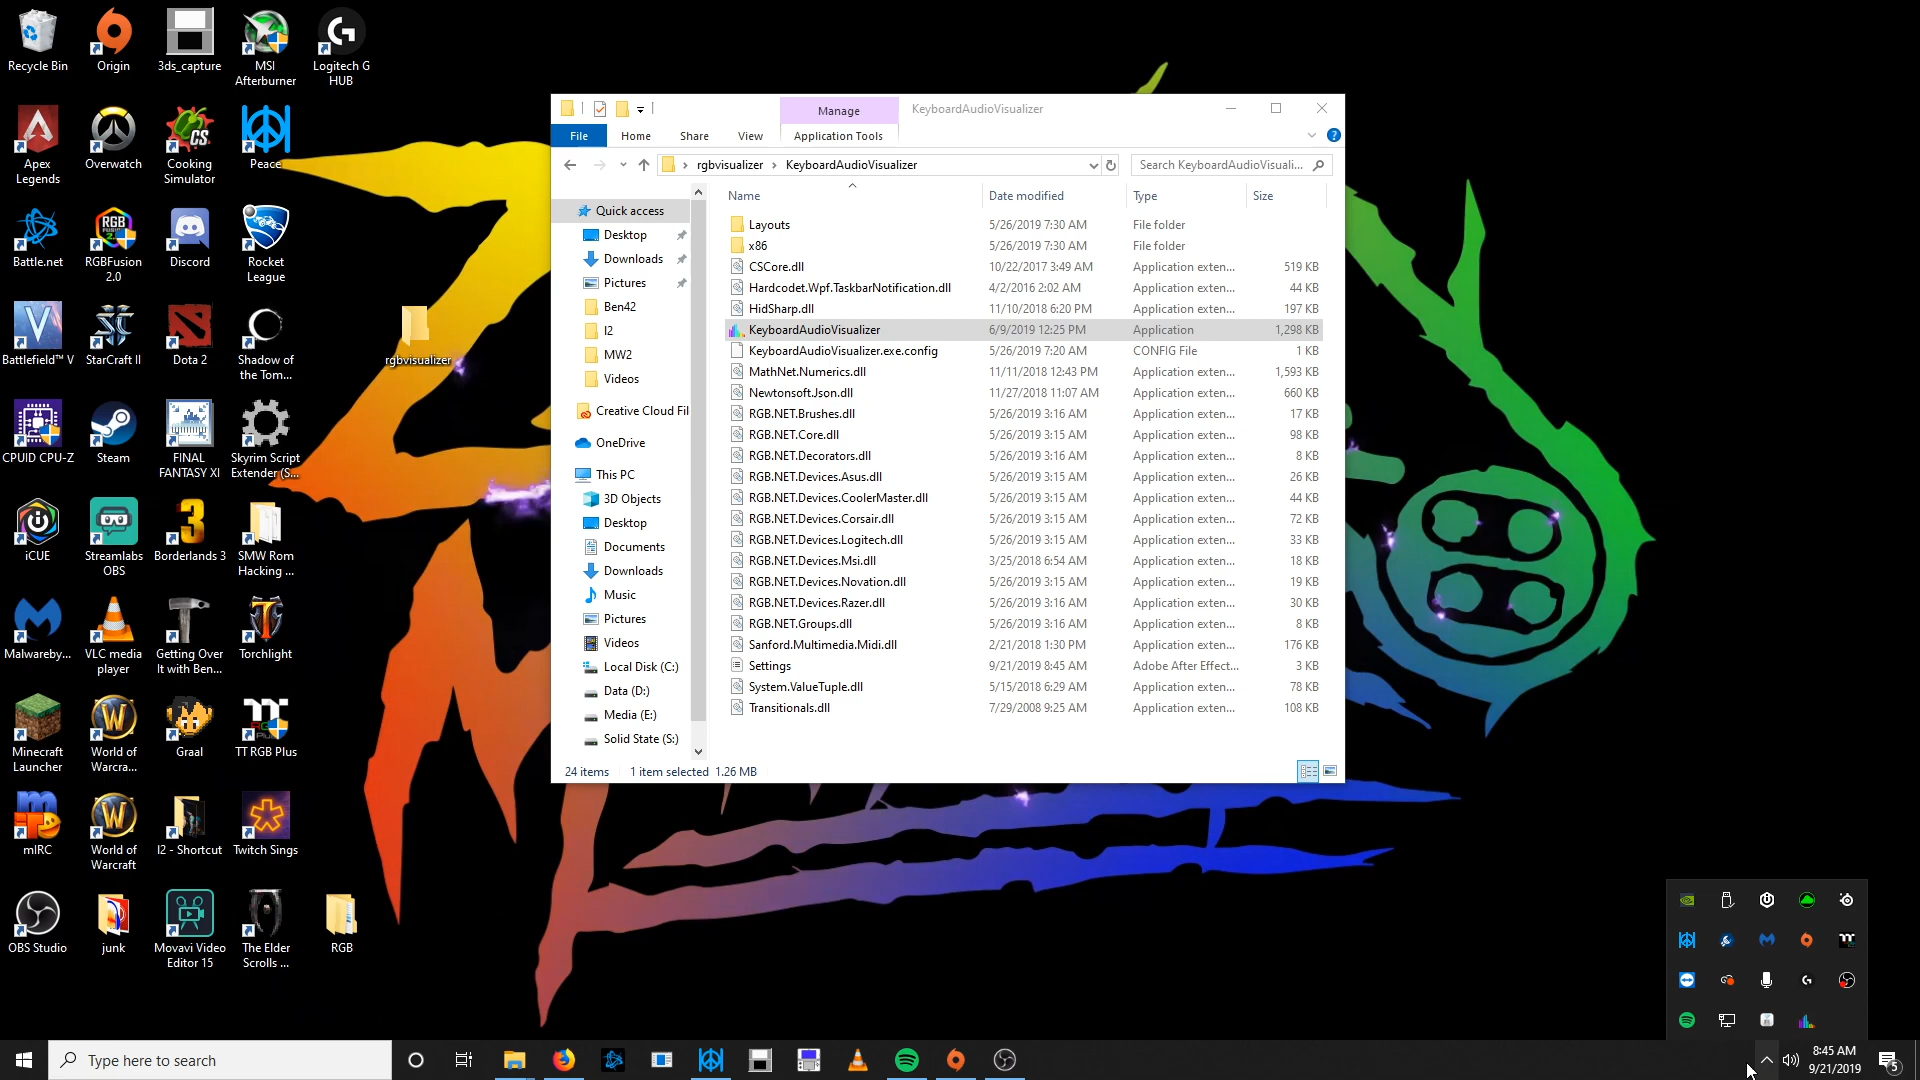 Recycle Bin
Origin
3ds_capture
MSI Afterburner
Logitech G HUB
Apex Legends
Overwatch
Cooking Simulator
Peace
Battle.net
RGBFusion 2.0
Discord
Rocket League
Battlefield™ V
StarCraft II
Dota 2
Shadow of the Tom...
rgbvisualizer
CPUID CPU-Z
Steam
FINAL FANTASY XI
Skyrim Script Extender (S...
iCUE
Streamlabs OBS
Borderlands 3
SMW Rom Hacking ...
Malwareby...
VLC media player
Getting Over It with Ben...
Torchlight
Minecraft Launcher
World of Warcra...
Graal
TT RGB Plus
mIRC
World of Warcraft
I2 - Shortcut
Twitch Sings
OBS Studio
junk
Movavi Video Editor 15
The Elder Scrolls ...
RGB
Manage
KeyboardAudioVisualizer
File
Home
Share
View
Application Tools
rgbvisualizer
KeyboardAudioVisualizer
Search KeyboardAudioVisuali...
Quick access
Desktop
Downloads
Pictures
Ben42
I2
MW2
Videos
Creative Cloud Fil
OneDrive
This PC
3D Objects
Desktop
Documents
Downloads
Music
Pictures
Videos
Local Disk (C:)
Data (D:)
Media (E:)
Solid State (S:)
Name Date modified Type Size
Layouts 5/26/2019 7:30 AM File folder
x86 5/26/2019 7:30 AM File folder
CSCore.dll 10/22/2017 3:49 AM Application exten... 519 KB
Hardcodet.Wpf.TaskbarNotification.dll 4/2/2016 2:02 AM Application exten... 44 KB
HidSharp.dll 11/10/2018 6:20 PM Application exten... 197 KB
KeyboardAudioVisualizer 6/9/2019 12:25 PM Application 1,298 KB
KeyboardAudioVisualizer.exe.config 5/26/2019 7:20 AM CONFIG File 1 KB
MathNet.Numerics.dll 11/11/2018 12:43 PM Application exten... 1,593 KB
Newtonsoft.Json.dll 11/27/2018 11:07 AM Application exten... 660 KB
RGB.NET.Brushes.dll 5/26/2019 3:16 AM Application exten... 17 KB
RGB.NET.Core.dll 5/26/2019 3:15 AM Application exten... 98 KB
RGB.NET.Decorators.dll 5/26/2019 3:16 AM Application exten... 8 KB
RGB.NET.Devices.Asus.dll 5/26/2019 3:15 AM Application exten... 26 KB
RGB.NET.Devices.CoolerMaster.dll 5/26/2019 3:15 AM Application exten... 44 KB
RGB.NET.Devices.Corsair.dll 5/26/2019 3:15 AM Application exten... 72 KB
RGB.NET.Devices.Logitech.dll 5/26/2019 3:15 AM Application exten... 33 KB
RGB.NET.Devices.Msi.dll 3/25/2018 6:54 AM Application exten... 18 KB
RGB.NET.Devices.Novation.dll 5/26/2019 3:15 AM Application exten... 19 KB
RGB.NET.Devices.Razer.dll 5/26/2019 3:16 AM Application exten... 30 KB
RGB.NET.Groups.dll 5/26/2019 3:16 AM Application exten... 8 KB
Sanford.Multimedia.Midi.dll 2/21/2018 1:30 PM Application exten... 176 KB
Settings 9/21/2019 8:45 AM Adobe After Effect... 3 KB
System.ValueTuple.dll 5/15/2018 6:29 AM Application exten... 78 KB
Transitionals.dll 7/29/2008 9:25 AM Application exten... 108 KB
24 items 1 item selected 1.26 MB
Type here to search
8:45 AM
9/21/2019
5